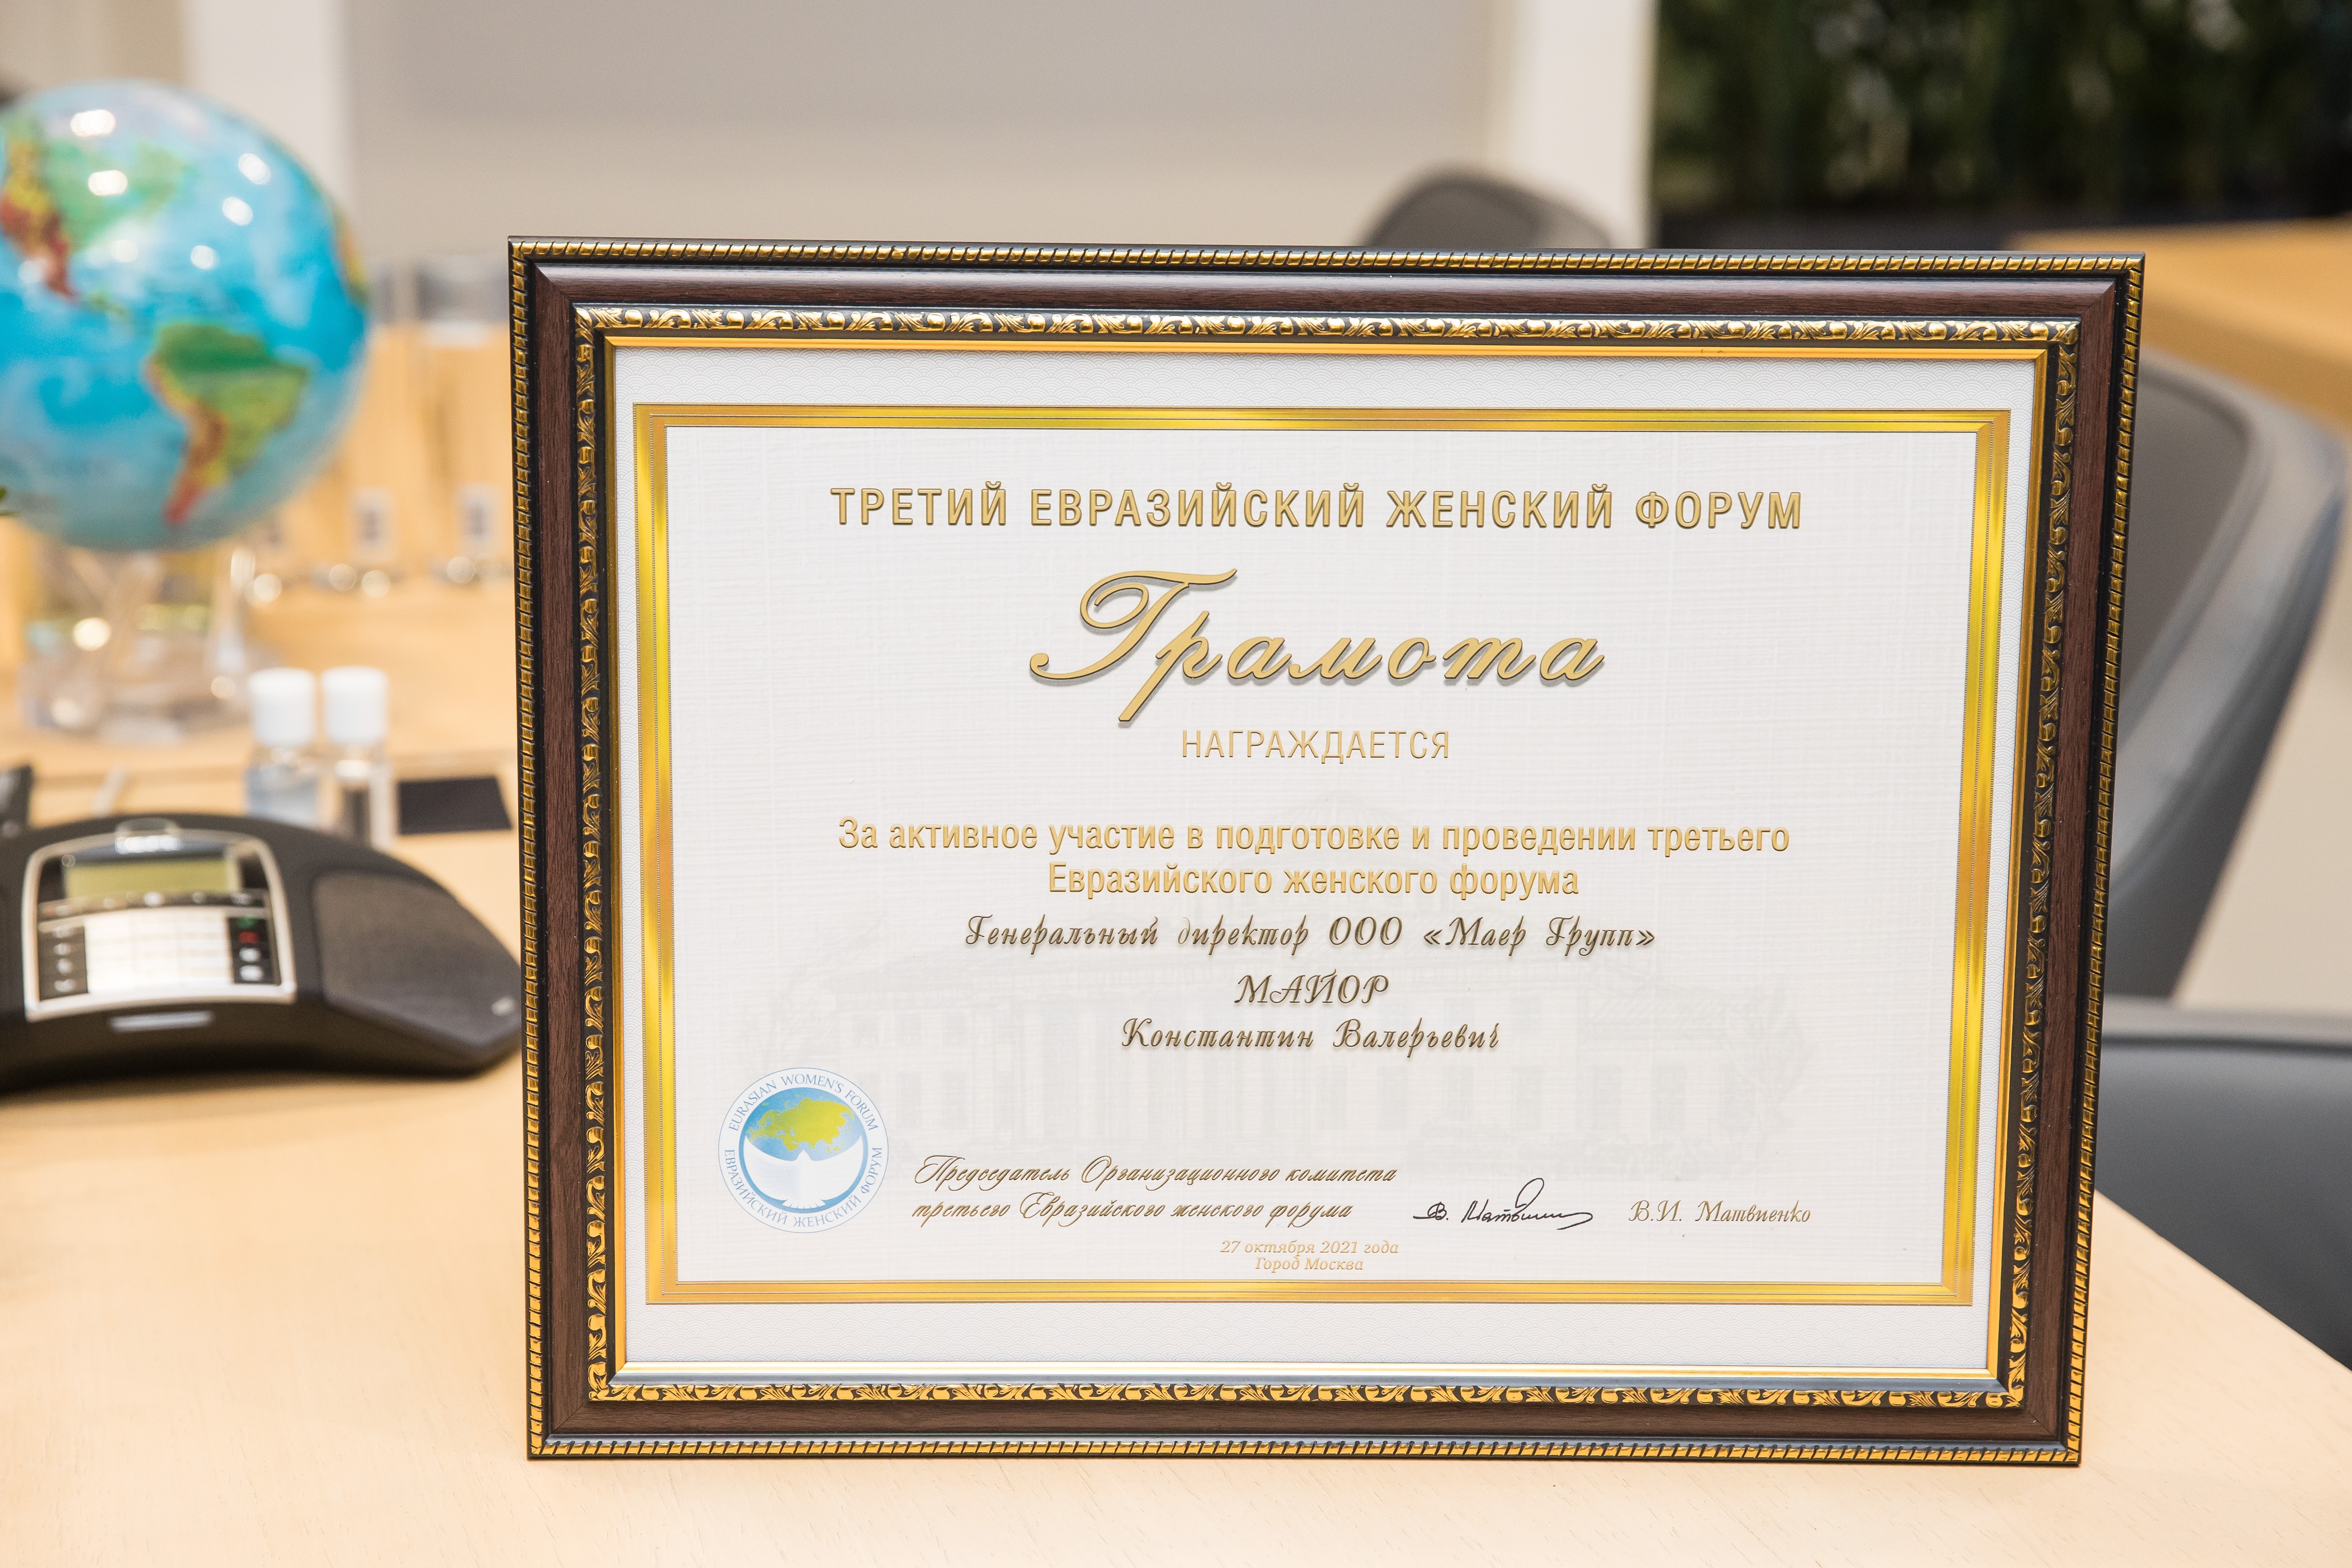 ТРЕТИЙ ЕВРАЗИЙСКИЙ ЖЕНСКИЙ ФОРУМ
Грамота
НАГРАЖДАЕТСЯ
За активное участие в подготовке и проведении третьего
Евразийского женского форума
Генеральный директор ООО «Маер Групп»
МАЙОР
Константин Валерьевич
EURASIAN WOMEN'S FORUM
ЕВРАЗИЙСКИЙ ЖЕНСКИЙ ФОРУМ
Председатель Организационного комитета
третьего Евразийского женского форума В. Матвиенко В.И. Матвиенко
27 октября 2021 года
Город Москва